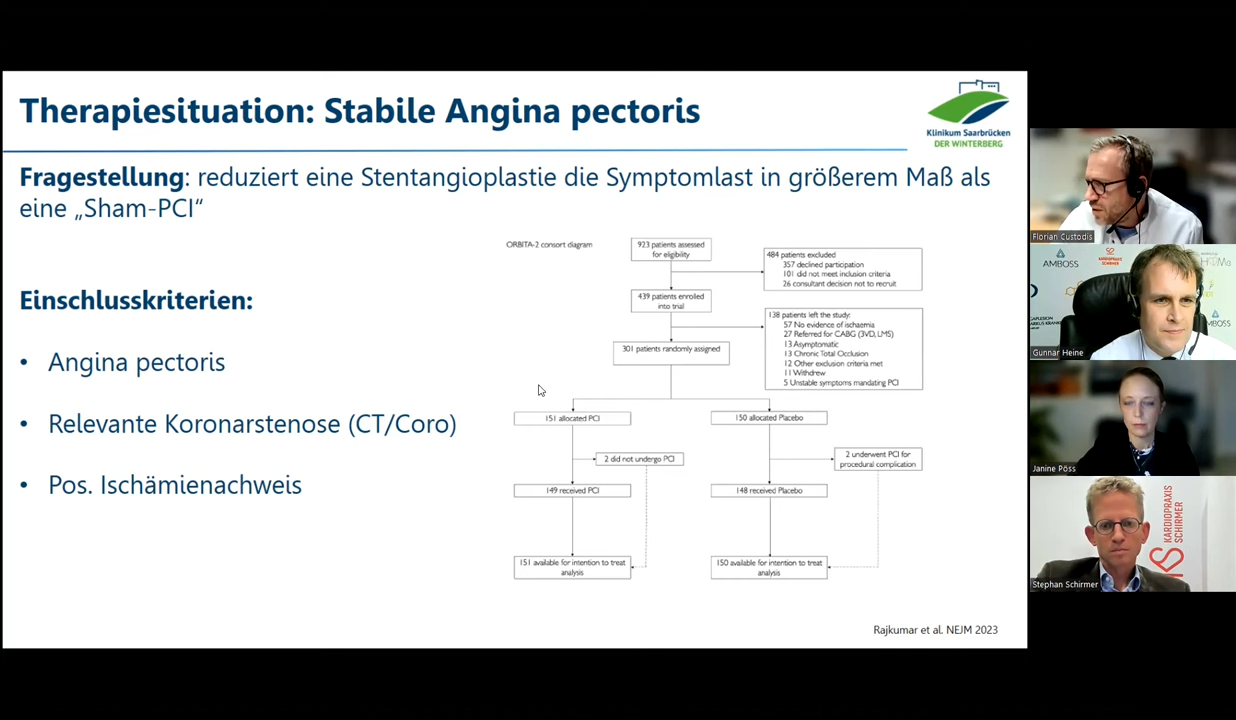 Therapiesituation: Stabile Angina pectoris
Klinikum Saarbrücken
DER WINTERBERG
Fragestellung: reduziert eine Stentangioplastie die Symptomlast in größerem Maß als
eine „Sham-PCI“
Einschlusskriterien:
• Angina pectoris
• Relevante Koronarstenose (CT/Coro)
• Pos. Ischämienachweis
ORBITA-2 consort diagram
923 patients assessed
for eligibility
484 patients excluded
357 declined participation
101 did not meet inclusion criteria
26 consultant decision not to recruit
439 patients enrolled
into trial
138 patients left the study:
57 No evidence of ischaemia
27 Referred for CABG (3VD, LMS)
13 Asymptomatic
13 Chronic Total Occlusion
12 Other exclusion criteria met
11 Withdrew
5 Unstable symptoms mandating PCI
301 patients randomly assigned
151 allocated PCI
150 allocated Placebo
2 did not undergo PCI
2 underwent PCI for
procedural complication
149 received PCI
148 received Placebo
151 available for intention to treat
analysis
150 available for intention to treat
analysis
Rajkumar et al. NEJM 2023
Florian Custodis
AMBOSS
KARDIOPRAXIS
SCHIRMER
AMBOSS
Gunnar Heine
Janine Pöss
KARDIOPRAXIS
SCHIRMER
Stephan Schirmer